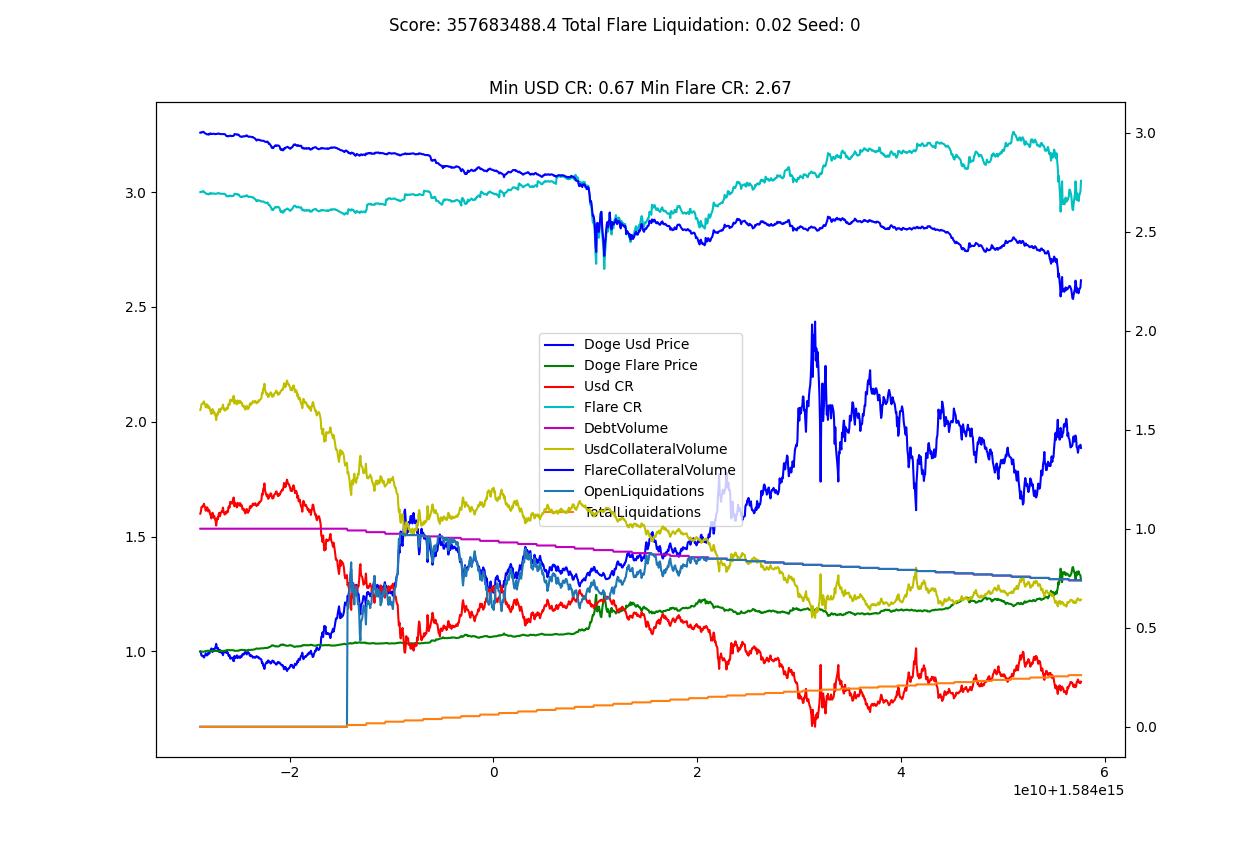 Score: 357683488.4 Total Flare Liquidation: 0.02 Seed: 0
Min USD CR: 0.67 Min Flare CR: 2.67
3.0
2.5
2.0
1.5
1.0
3.0
2.5
2.0
1.5
1.0
0.5
0.0
Doge Usd Price
Doge Flare Price
Usd CR
Flare CR
DebtVolume
UsdCollateralVolume
FlareCollateralVolume
OpenLiquidations
TotalLiquidations
−2 0 2 4 6
1e10+1.584e15